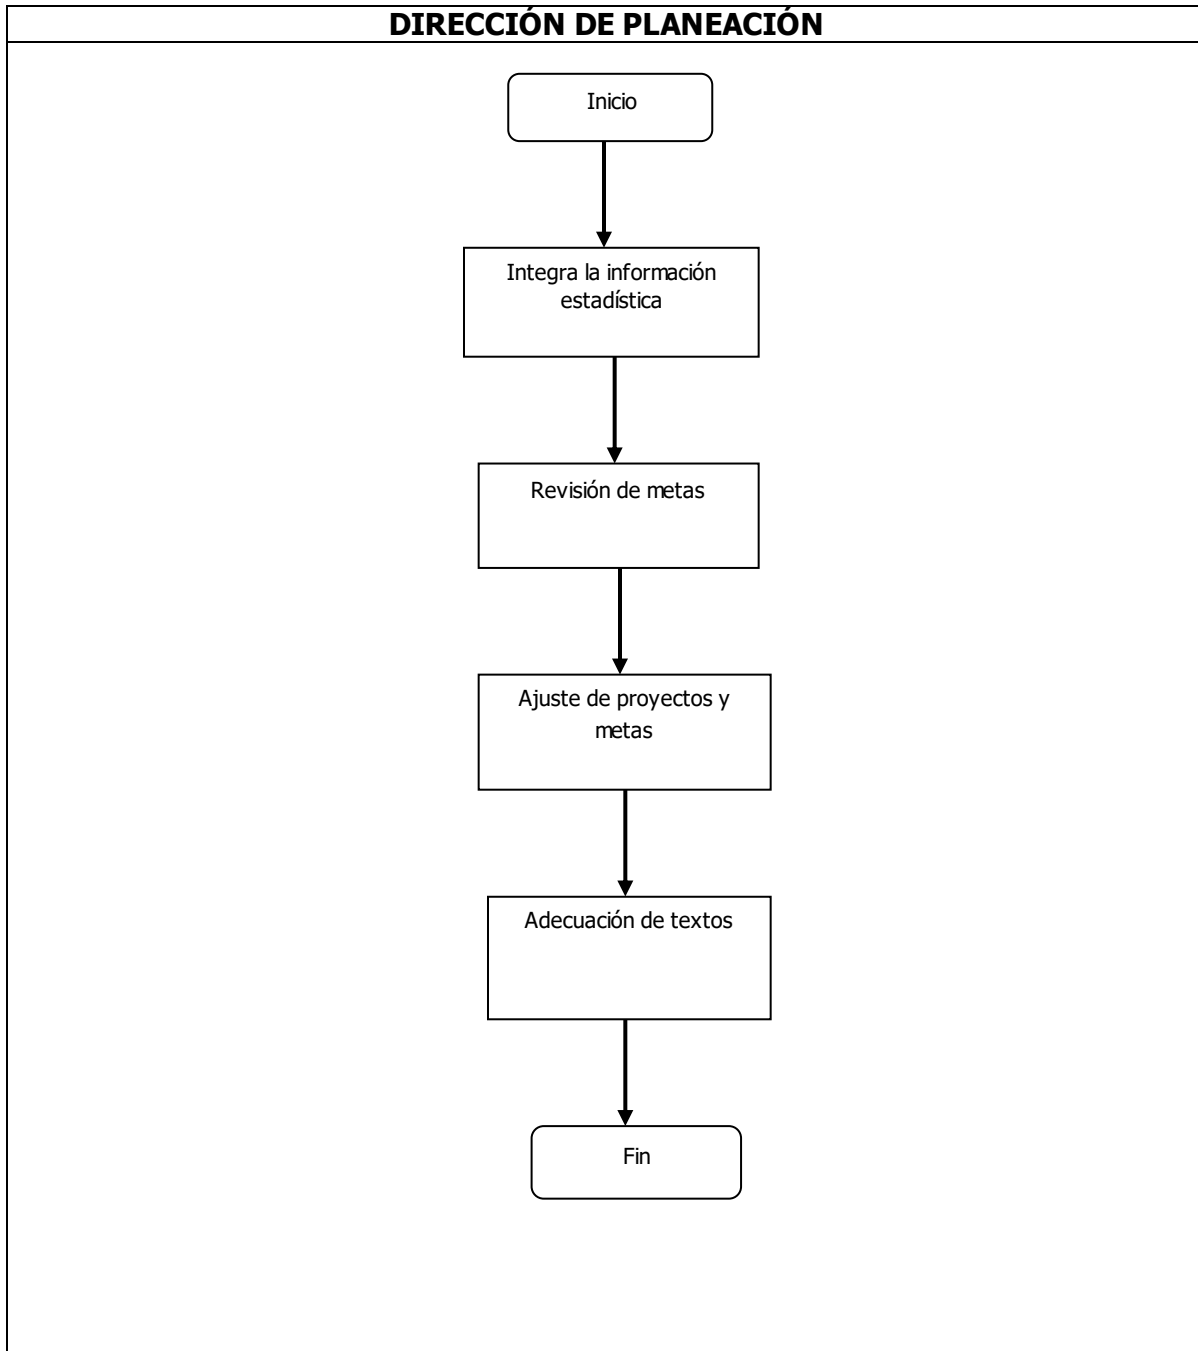 DIRECCIÓN DE PLANEACIÓN
Inicio
Integra la información
estadística
Revisión de metas
Ajuste de proyectos y
metas
Adecuación de textos
Fin